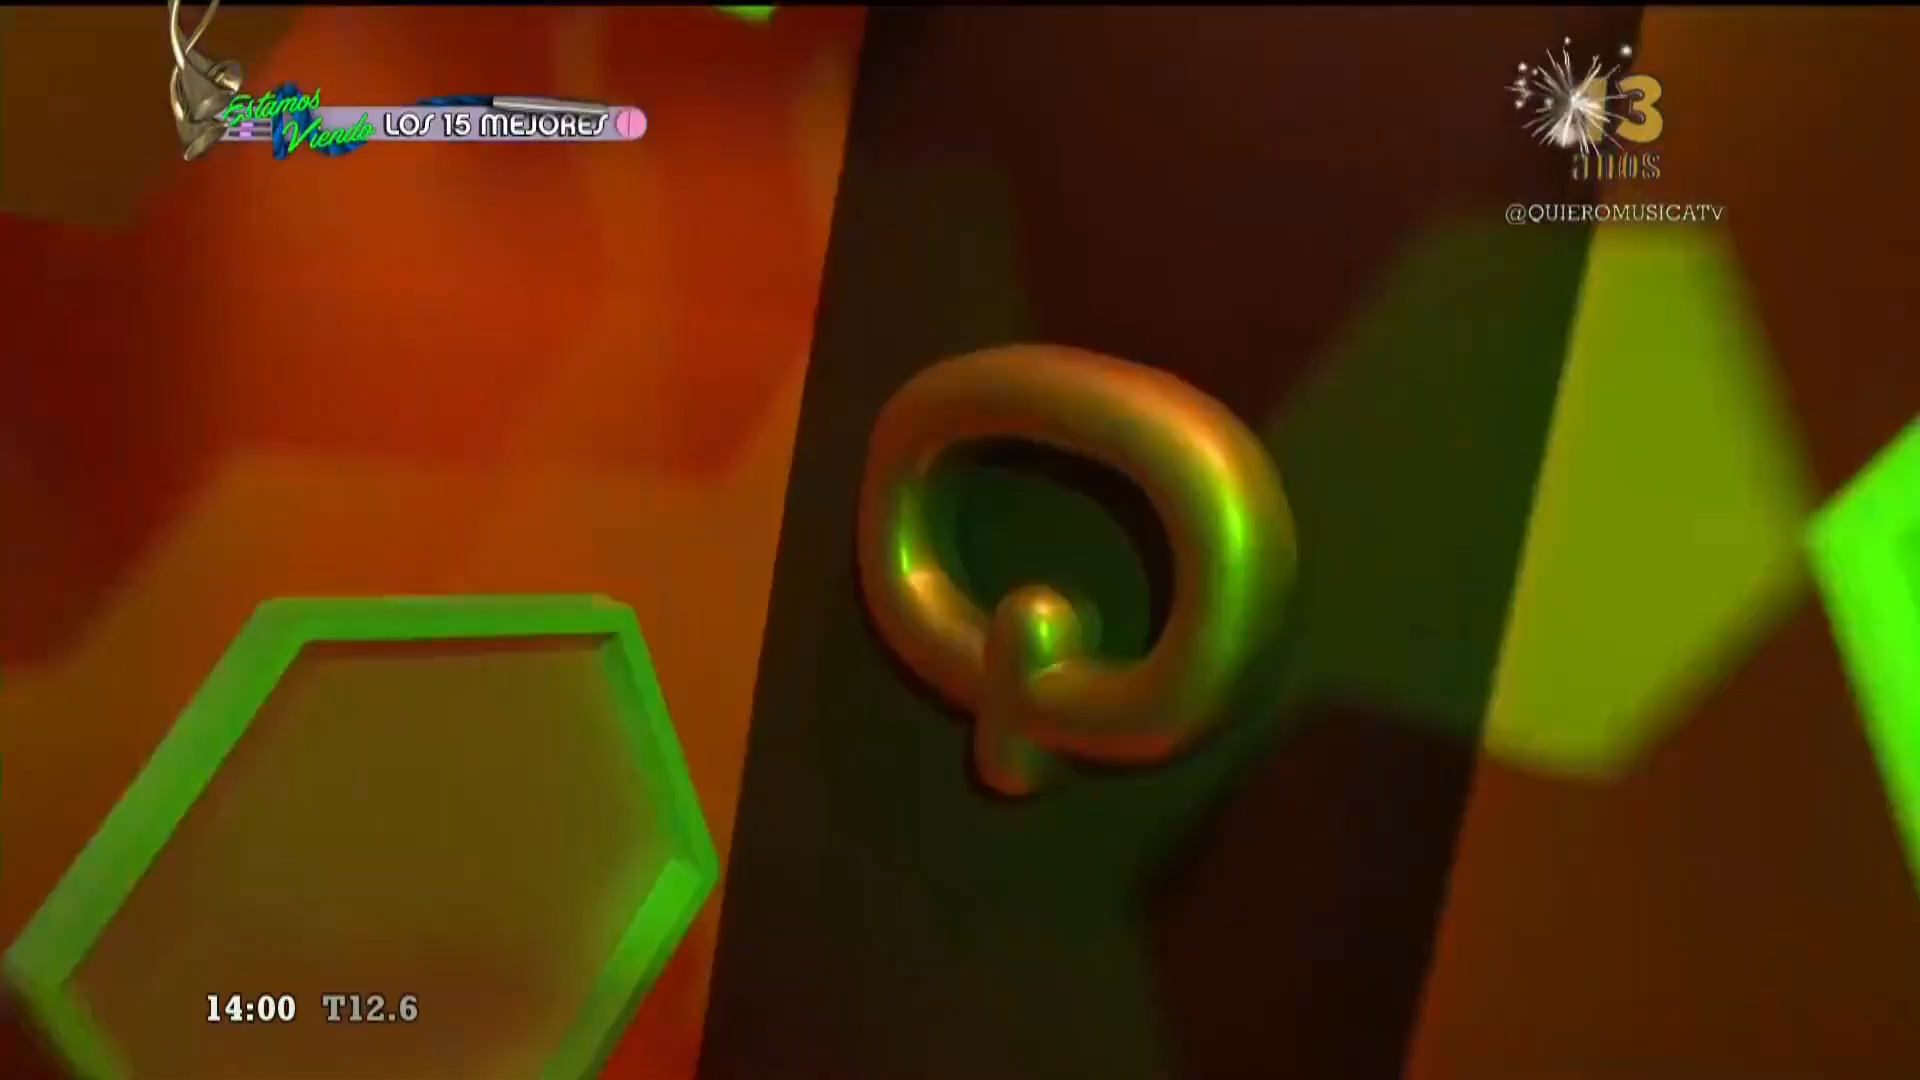 Estamos
Viendo LOS 15 MEJORES
13
años
@QUIEROMUSICATV
Q
14:00 T12.6